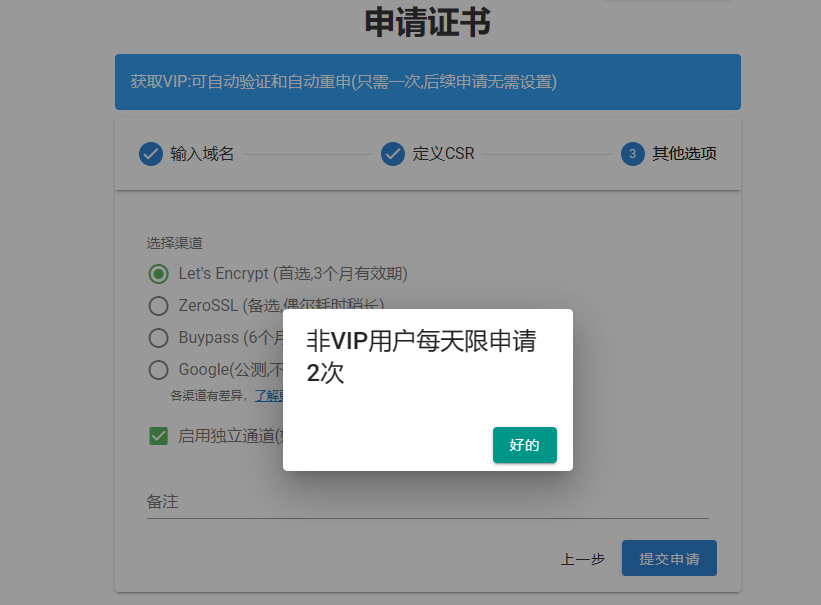 申请证书
获取VIP:可自动验证和自动重申(只需一次,后续申请无需设置)
输入域名
定义CSR
3 其他选项
选择渠道
Let's Encrypt (首选,3个月有效期)
ZeroSSL (备选,偶尔耗时稍长)
Buypass (6个月
Google(公测,不
各渠道有差异，了解
启用独立通道(
非VIP用户每天限申请
2次
好的
备注
上一步
提交申请